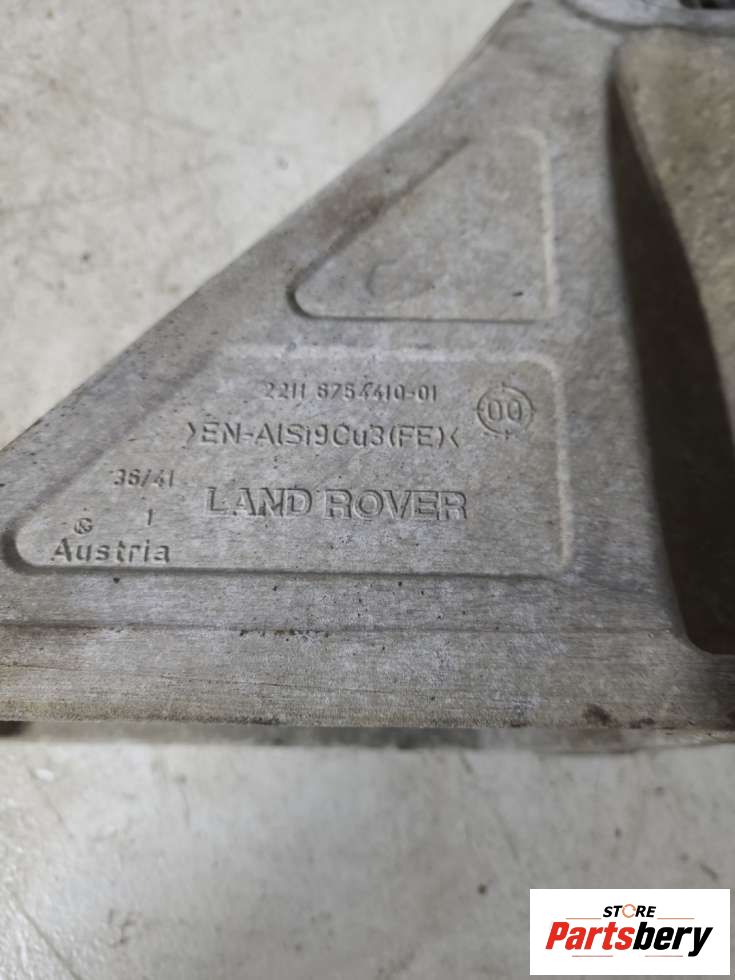 2211 6754410-01
00
>EN-AlSi9Cu3(FE)<
36/41
LAND ROVER
1
Austria
STORE
Partsbery